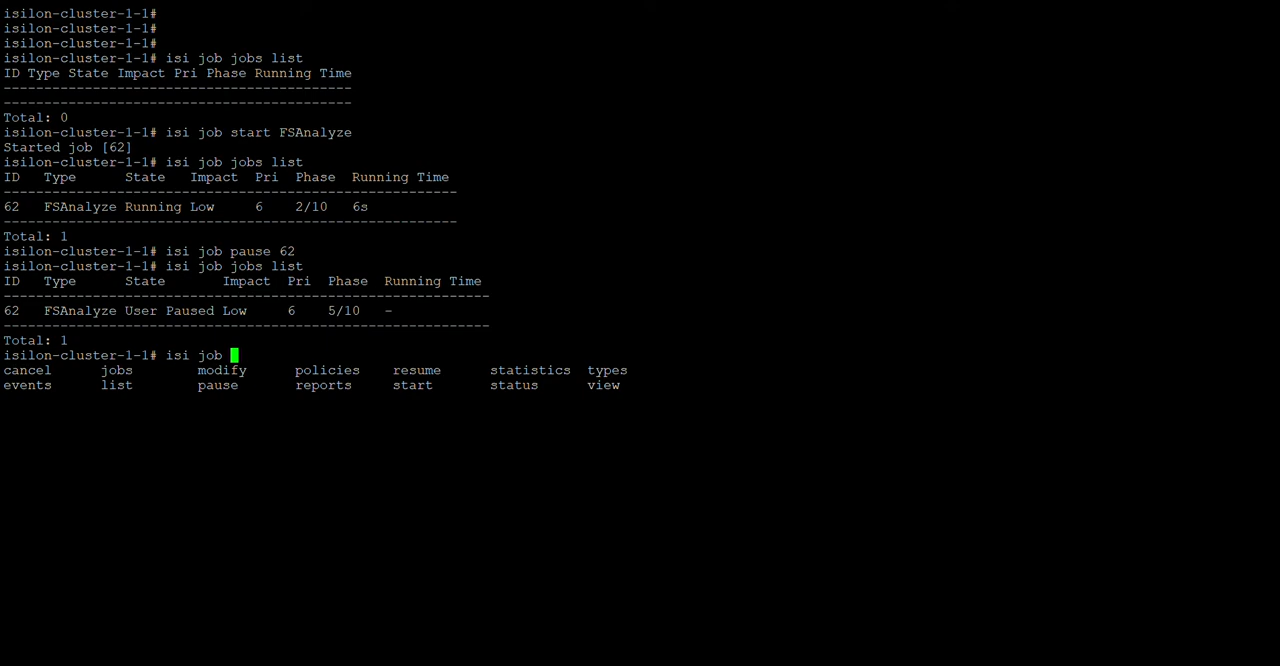 isilon-cluster-1-1#
isilon-cluster-1-1#
isilon-cluster-1-1#
isilon-cluster-1-1# isi job jobs list
ID Type State Impact Pri Phase Running Time
-------------------------------------------
-------------------------------------------
Total: 0
isilon-cluster-1-1# isi job start FSAnalyze
Started job [62]
isilon-cluster-1-1# isi job jobs list
ID   Type      State   Impact  Pri  Phase  Running Time
--------------------------------------------------------
62   FSAnalyze Running Low     6    2/10   6s
--------------------------------------------------------
Total: 1
isilon-cluster-1-1# isi job pause 62
isilon-cluster-1-1# isi job jobs list
ID   Type      State       Impact  Pri  Phase  Running Time
------------------------------------------------------------
62   FSAnalyze User Paused Low     6    5/10   -
------------------------------------------------------------
Total: 1
isilon-cluster-1-1# isi job
cancel      jobs        modify      policies    resume      statistics  types
events      list        pause       reports     start       status      view